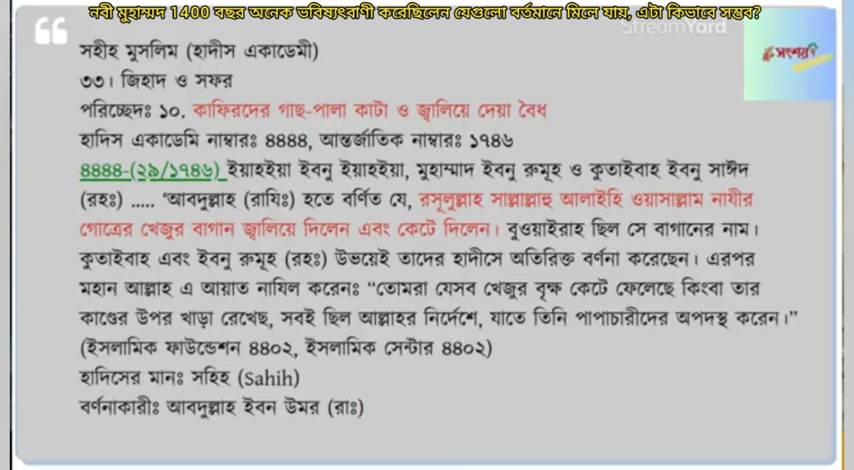 নবী মুহাম্মদ 1400 বছর অনেক ভবিষ্যৎবাণী করেছিলেন যেগুলো বর্তমানে মিলে যায়, এটা কিভাবে সম্ভব?
StreamYard
সংশয়
সহীহ মুসলিম (হাদীস একাডেমী)
৩৩। জিহাদ ও সফর
পরিচ্ছেদঃ ১০. কাফিরদের গাছ-পালা কাটা ও জ্বালিয়ে দেয়া বৈধ
হাদিস একাডেমি নাম্বারঃ ৪৪৪৪, আন্তর্জাতিক নাম্বারঃ ১৭৪৬
৪৪৪৪-(২৯/১৭৪৬) ইয়াহইয়া ইবনু ইয়াহইয়া, মুহাম্মাদ ইবনু রুমূহ ও কুতাইবাহ ইবনু সাঈদ
(রহঃ) ..... 'আবদুল্লাহ (রাযিঃ) হতে বর্ণিত যে, রসূলুল্লাহ সাল্লাল্লাহু আলাইহি ওয়াসাল্লাম নাযীর
গোত্রের খেজুর বাগান জ্বালিয়ে দিলেন এবং কেটে দিলেন। বুওয়াইরাহ ছিল সে বাগানের নাম।
কুতাইবাহ এবং ইবনু রুমূহ (রহঃ) উভয়েই তাদের হাদীসে অতিরিক্ত বর্ণনা করেছেন। এরপর
মহান আল্লাহ এ আয়াত নাযিল করেনঃ “তোমরা যেসব খেজুর বৃক্ষ কেটে ফেলেছে কিংবা তার
কাণ্ডের উপর খাড়া রেখেছ, সবই ছিল আল্লাহর নির্দেশে, যাতে তিনি পাপাচারীদের অপদস্থ করেন।”
(ইসলামিক ফাউন্ডেশন ৪৪০২, ইসলামিক সেন্টার ৪৪০২)
হাদিসের মানঃ সহিহ (Sahih)
বর্ণনাকারীঃ আবদুল্লাহ ইবন উমর (রাঃ)